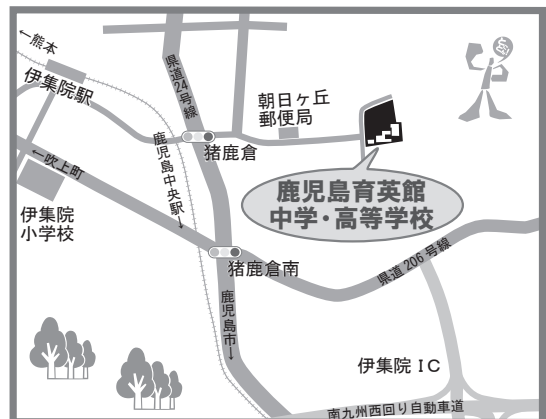 ←熊本
伊集院駅
県道24号線
朝日ヶ丘
郵便局
猪鹿倉
←吹上町
鹿児島中央駅→
鹿児島育英館
中学・高等学校
伊集院
小学校
猪鹿倉南
県道206号線
鹿児島市→
伊集院 IC
南九州西回り自動車道